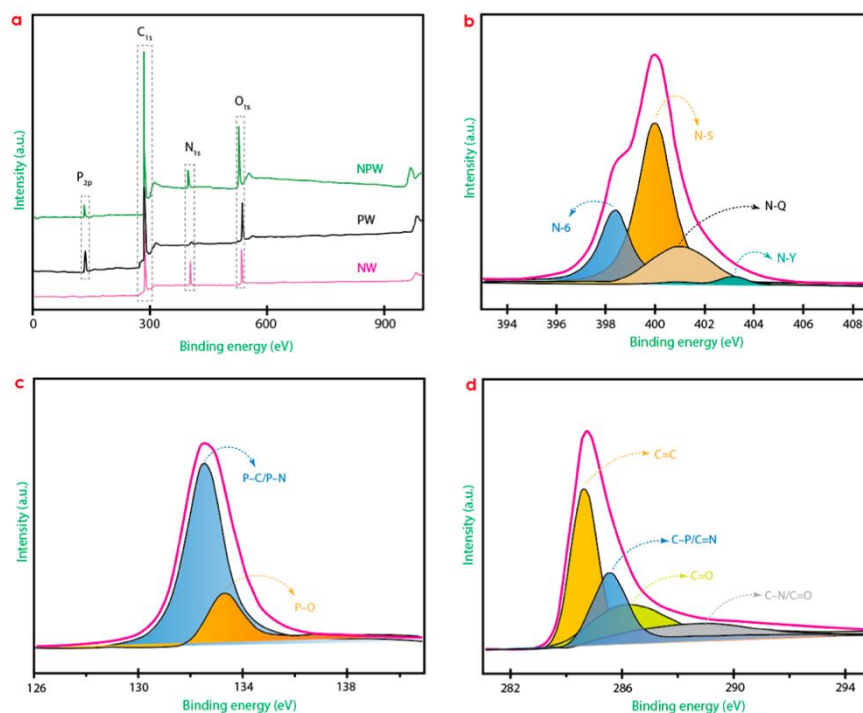 a
C1s
O1s
N1s
P2p
NPW
PW
NW
Intensity (a.u.)
0 300 600 900
Binding energy (eV)
b
N-5
N-6
N-Q
N-Y
Intensity (a.u.)
394 396 398 400 402 404 406 408
Binding energy (eV)
c
P–C/P–N
P–O
Intensity (a.u.)
126 130 134 138
Binding energy (eV)
d
C=C
C–P/C=N
C=O
C–N/C=O
Intensity (a.u.)
282 286 290 294
Binding energy (eV)